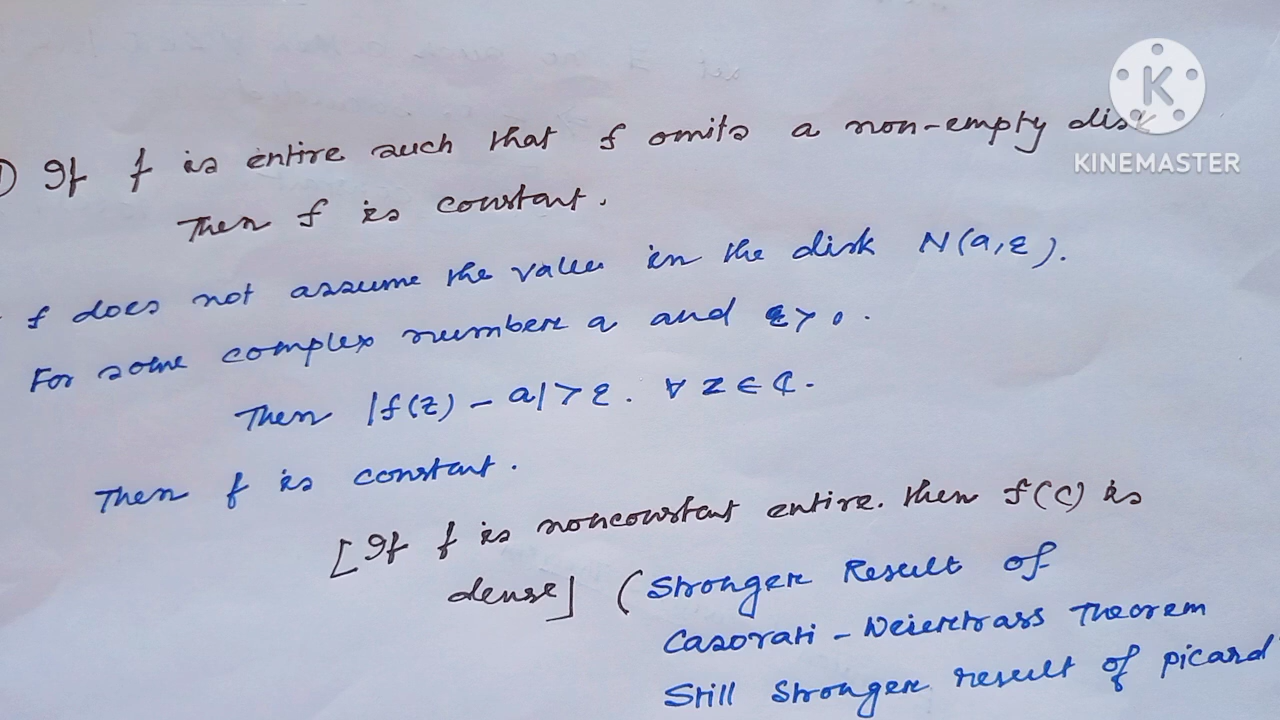 1) If f is entire such that f omits a non-empty disk
KINEMASTER
Then f is constant.
f does not assume the value in the disk N(a,ε).
For some complex number a and ε>0.
Then |f(z) - a|>ε. ∀ z ∈ ℂ.
Then f is constant.
[If f is nonconstant entire. then f(C) is
dense] (Stronger Result of
Casorati - Weierstrass Theorem
Still stronger result of picard